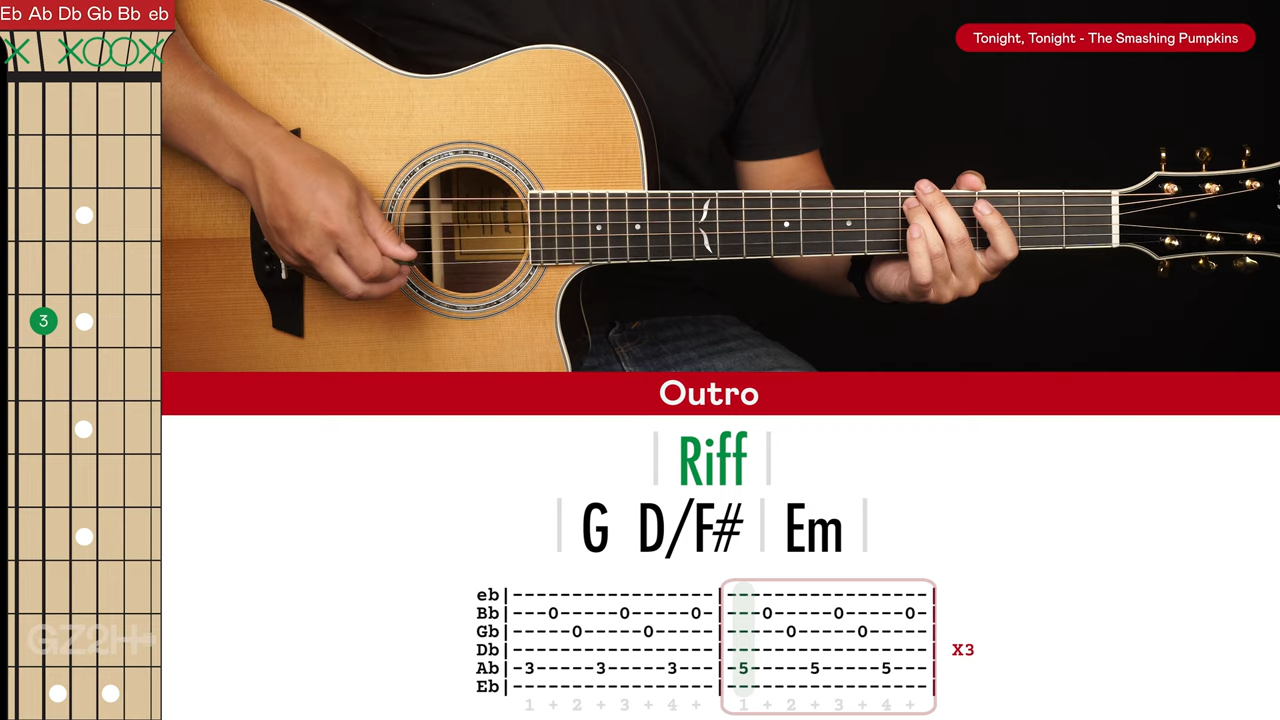 Eb Ab Db Gb Bb eb
Tonight, Tonight - The Smashing Pumpkins
3
Outro
| Riff |
| G D/F# | Em |
eb|-----------------|-----------------|
Bb|---0-----0-----0-|---0-----0-----0-|
Gb|-----0-----0-----|-----0-----0-----|
Db|-----------------|-----------------| X3
Ab|-3-----3-----3---|-5-----5-----5---|
Eb|-----------------|-----------------|
1 + 2 + 3 + 4 + 1 + 2 + 3 + 4 +
GZ2H